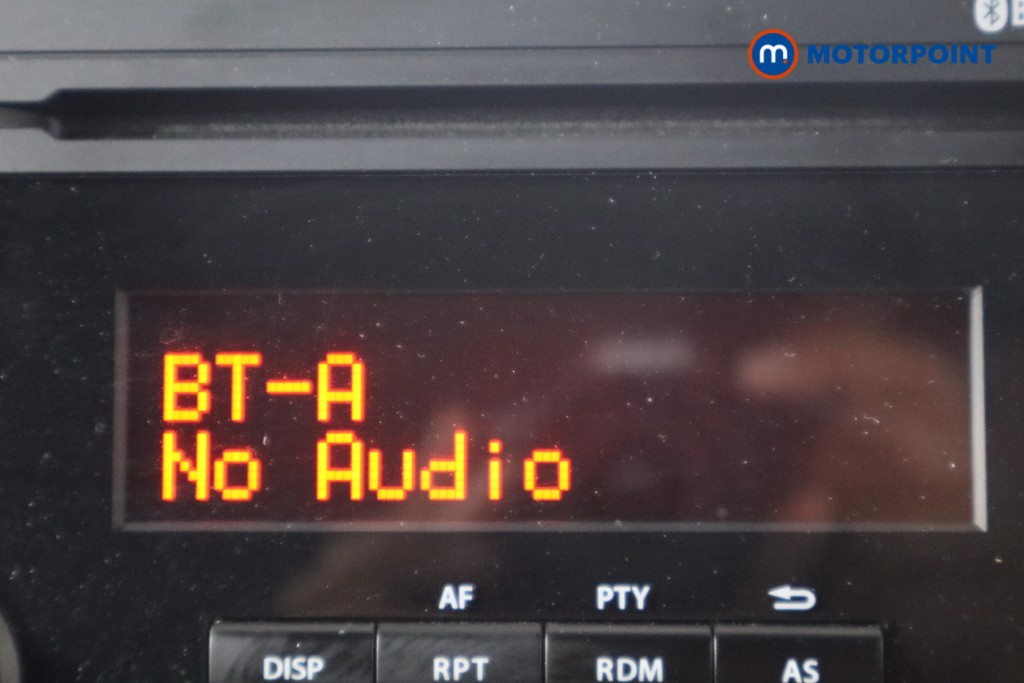 m MOTORPOINT
BT-A
No Audio
AF PTY
DISP RPT RDM AS